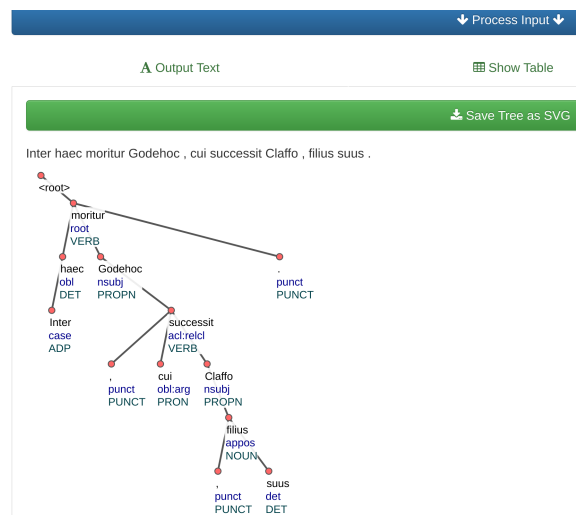 Process Input
Output Text
Show Table
Save Tree as SVG
Inter haec moritur Godehoc , cui successit Claffo , filius suus .
<root>
moritur
root
VERB
haec Godehoc .
obl nsubj punct
DET PROPN PUNCT
Inter successit
case acl:relcl
ADP VERB
, cui Claffo
punct obl:arg nsubj
PUNCT PRON PROPN
filius
appos
NOUN
, suus
punct det
PUNCT DET